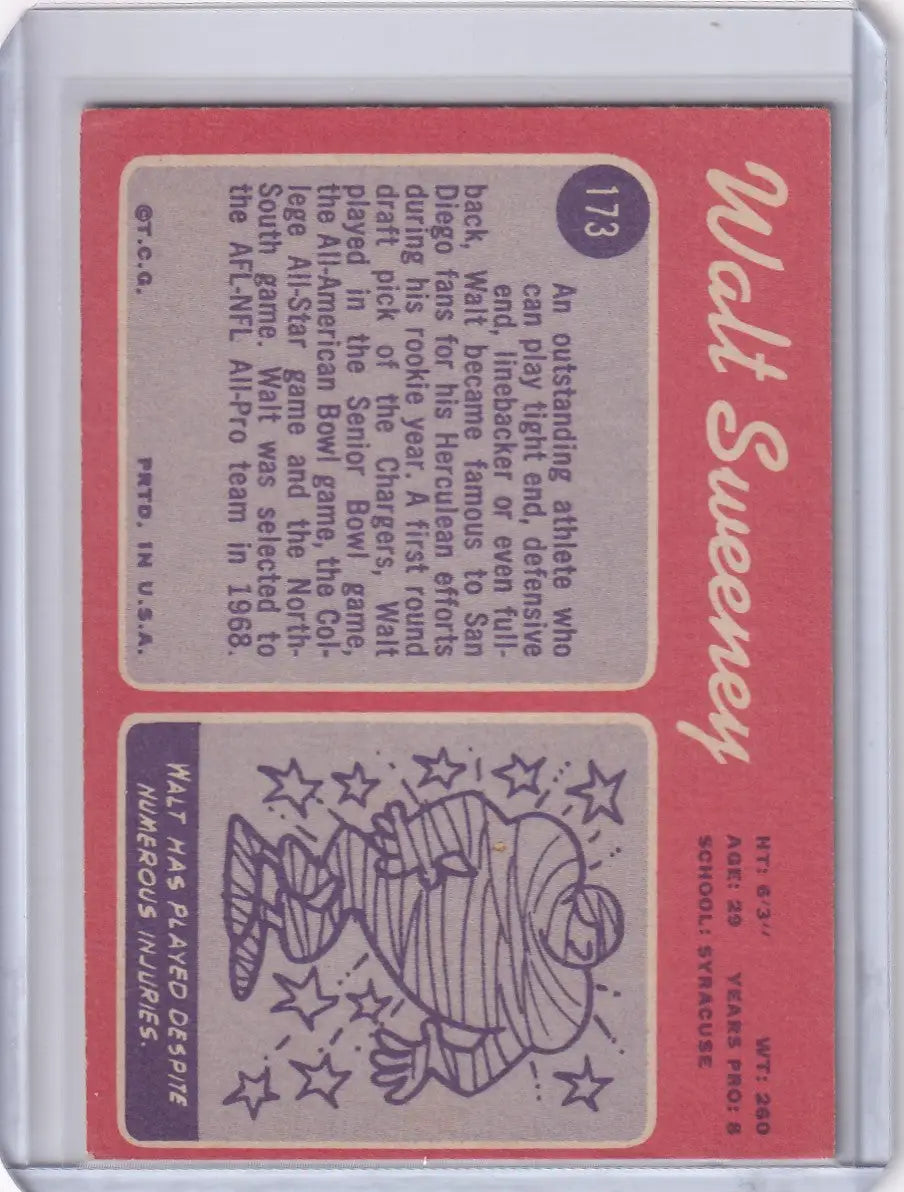 Walt Sweeney
HT: 6'3" WT: 260
AGE: 29 YEARS PRO: 8
SCHOOL: SYRACUSE
173
An outstanding athlete who
can play tight end, defensive
end, linebacker or even full-
back, Walt became famous to San
Diego fans for his Herculean efforts
during his rookie year. A first round
draft pick of the Chargers, Walt
played in the Senior Bowl game,
the All-American Bowl game, the Col-
lege All-Star game and the North-
South game. Walt was selected to
the AFL-NFL All-Pro team in 1968.
©T.C.G. PRTD. IN U.S.A.
WALT HAS PLAYED DESPITE
NUMEROUS INJURIES.